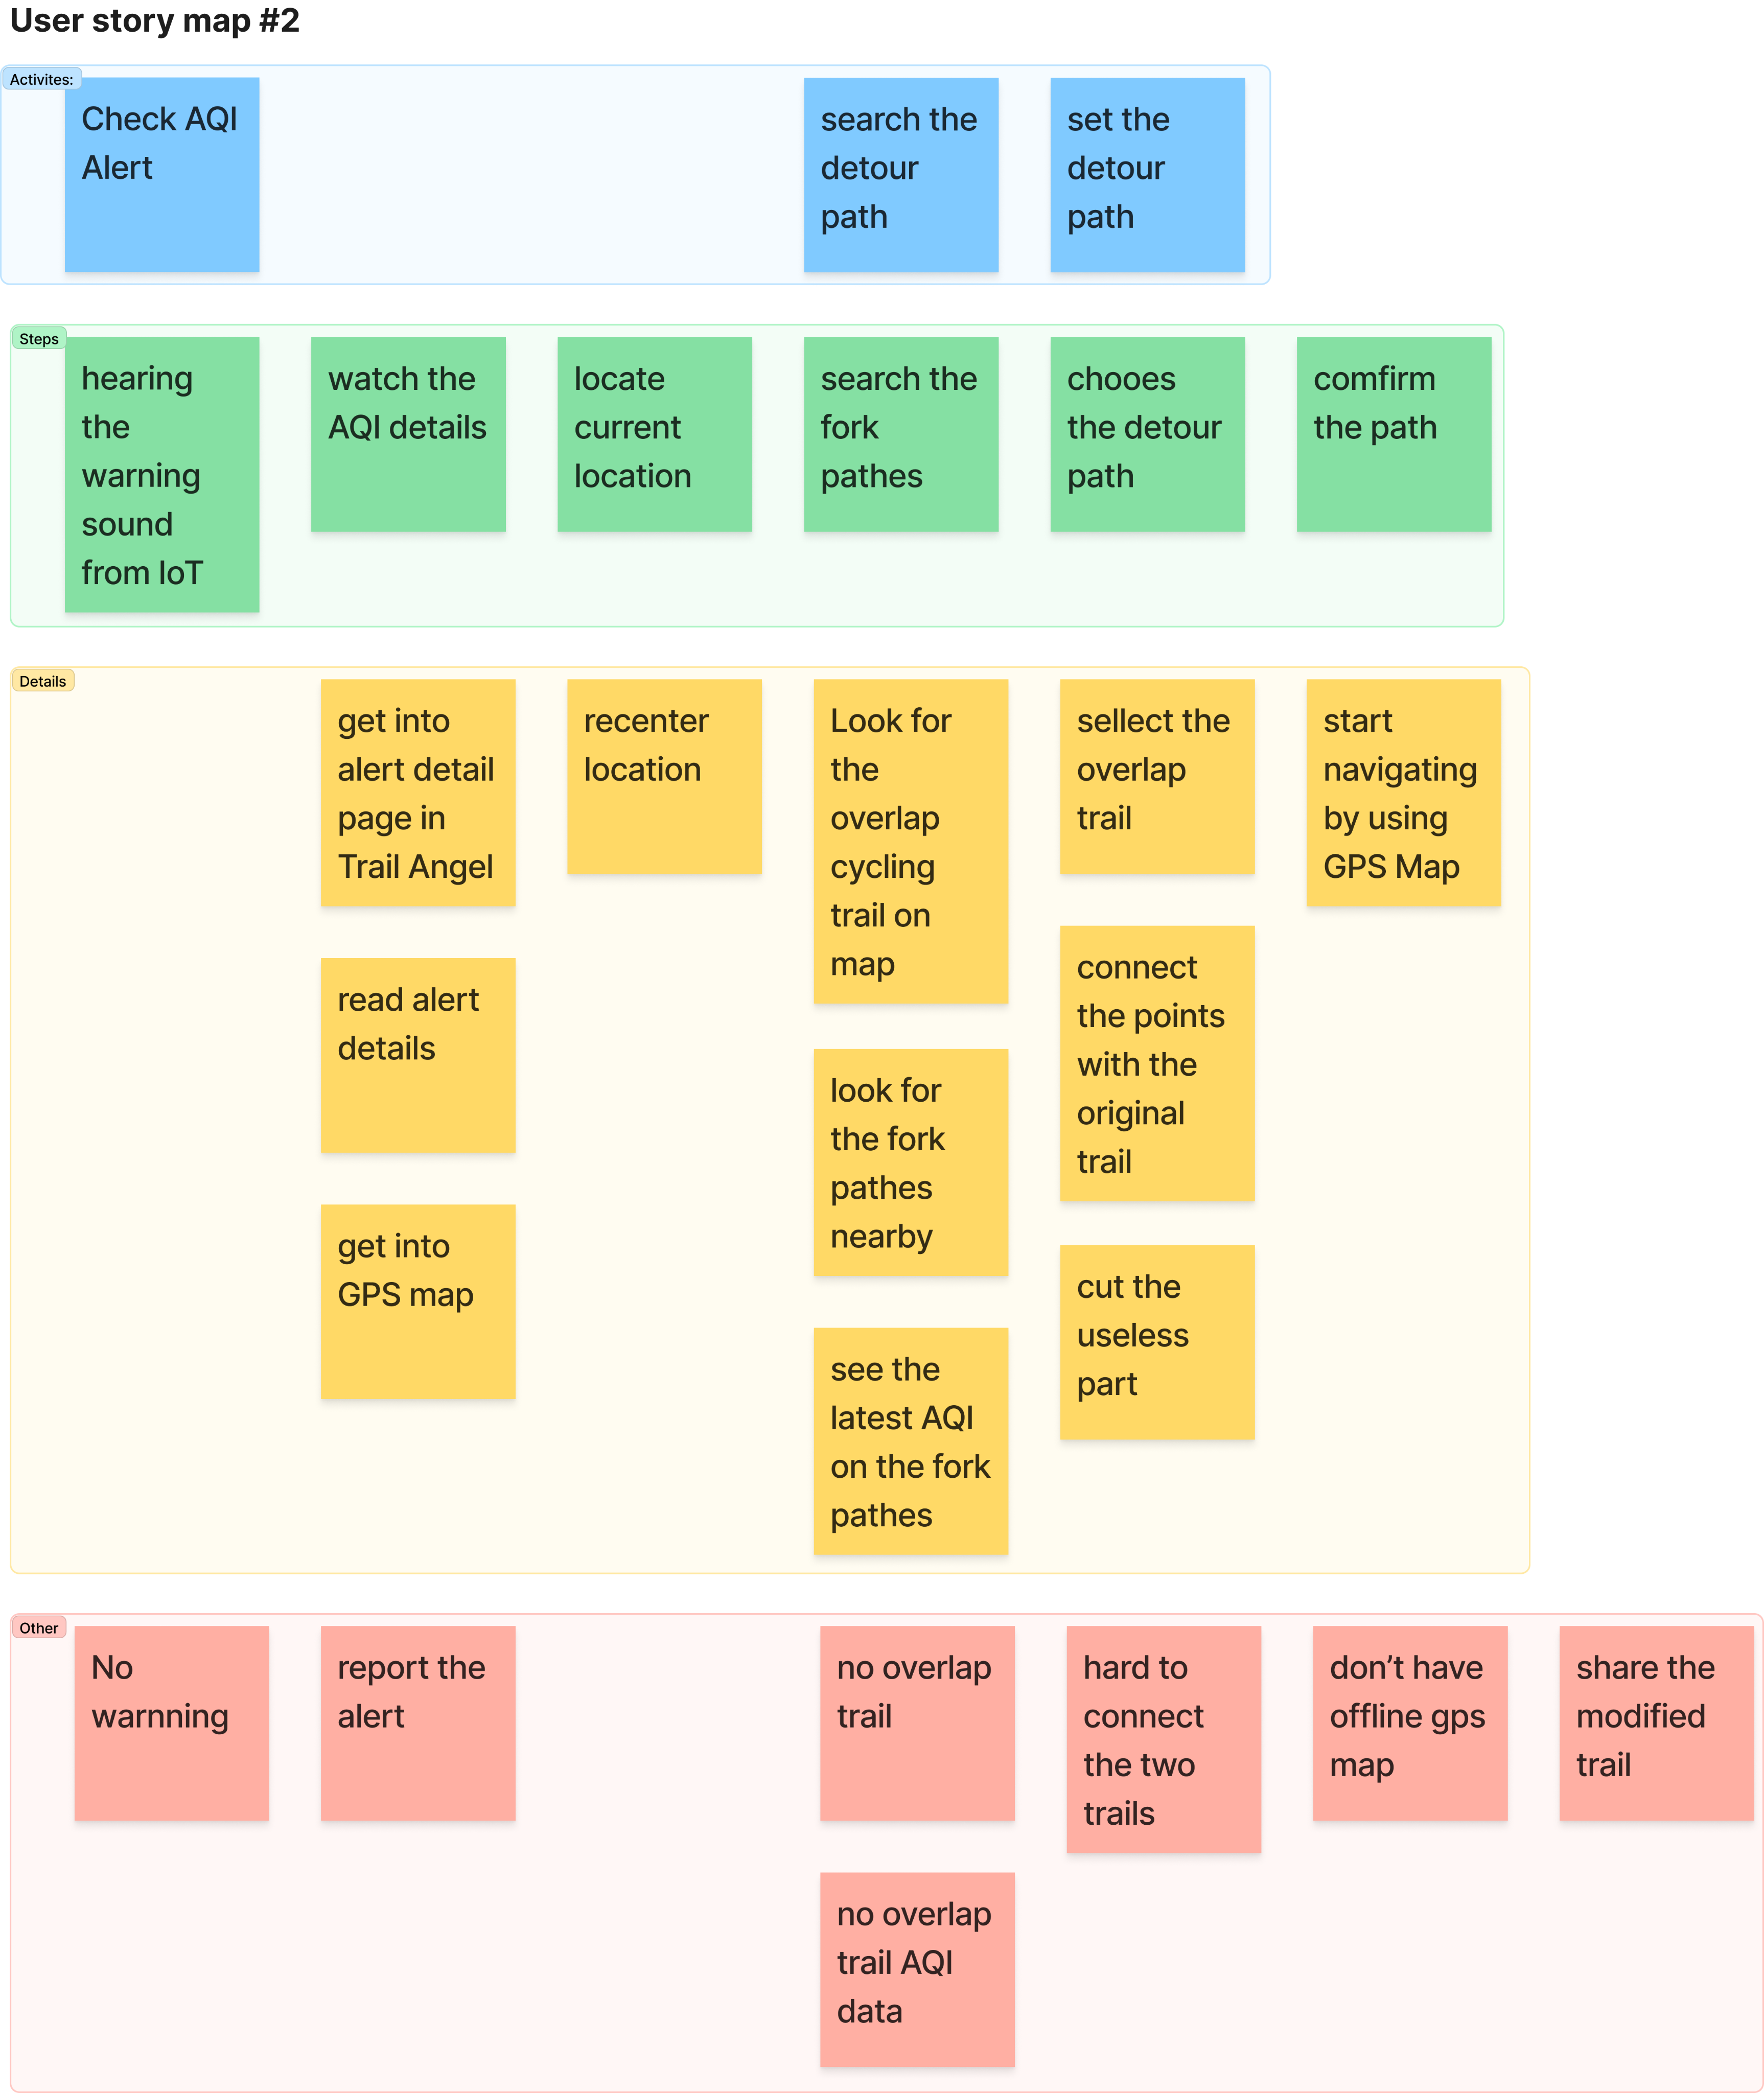 User story map #2
Activites:
Check AQI
Alert
search the
detour
path
set the
detour
path
Steps
hearing
the
warning
sound
from IoT
watch the
AQI details
locate
current
location
search the
fork
pathes
chooes
the detour
path
comfirm
the path
Details
get into
alert detail
page in
Trail Angel
read alert
details
get into
GPS map
recenter
location
Look for
the
overlap
cycling
trail on
map
look for
the fork
pathes
nearby
see the
latest AQI
on the fork
pathes
sellect the
overlap
trail
connect
the points
with the
original
trail
cut the
useless
part
start
navigating
by using
GPS Map
Other
No
warnning
report the
alert
no overlap
trail
no overlap
trail AQI
data
hard to
connect
the two
trails
don’t have
offline gps
map
share the
modified
trail